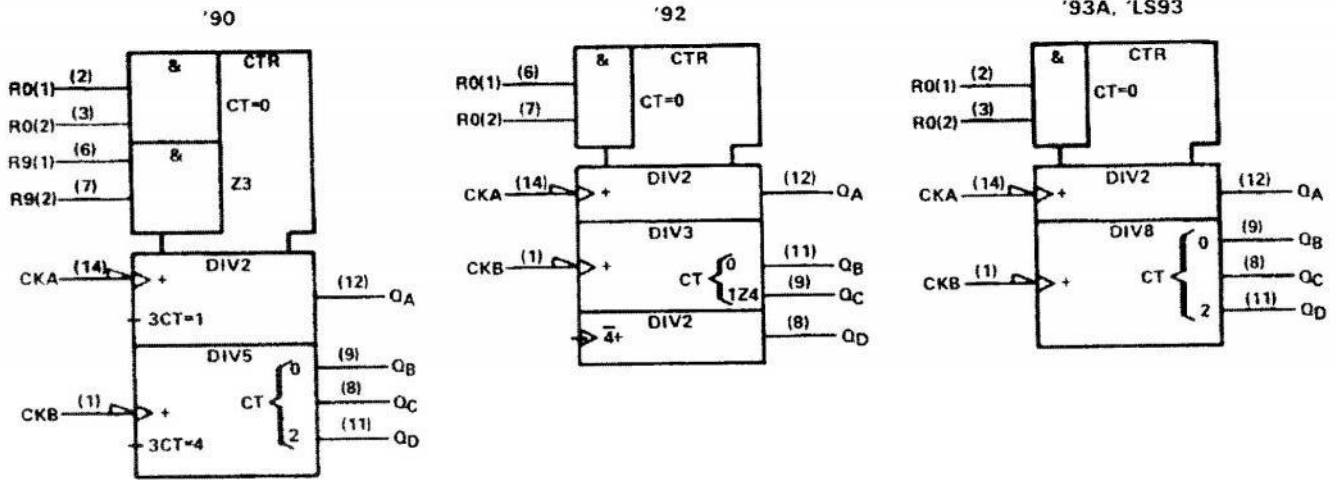 '90
&
CTR
R0(1) (2)
CT=0
R0(2) (3)
R9(1) (6)
&
R9(2) (7)
Z3
CKA (14) +
DIV2
(12) QA
3CT=1
DIV5
0 (9) QB
CT (8) QC
CKB (1) +
2 (11) QD
3CT=4
'92
&
CTR
R0(1) (6)
CT=0
R0(2) (7)
DIV2
CKA (14) + (12) QA
DIV3
CKB (1) + 0 (11) QB
CT
1Z4 (9) QC
DIV2
4+ (8) QD
'93A, 'LS93
&
CTR
R0(1) (2)
CT=0
R0(2) (3)
DIV2
CKA (14) + (12) QA
DIV8
0 (9) QB
CKB (1) + CT (8) QC
2 (11) QD